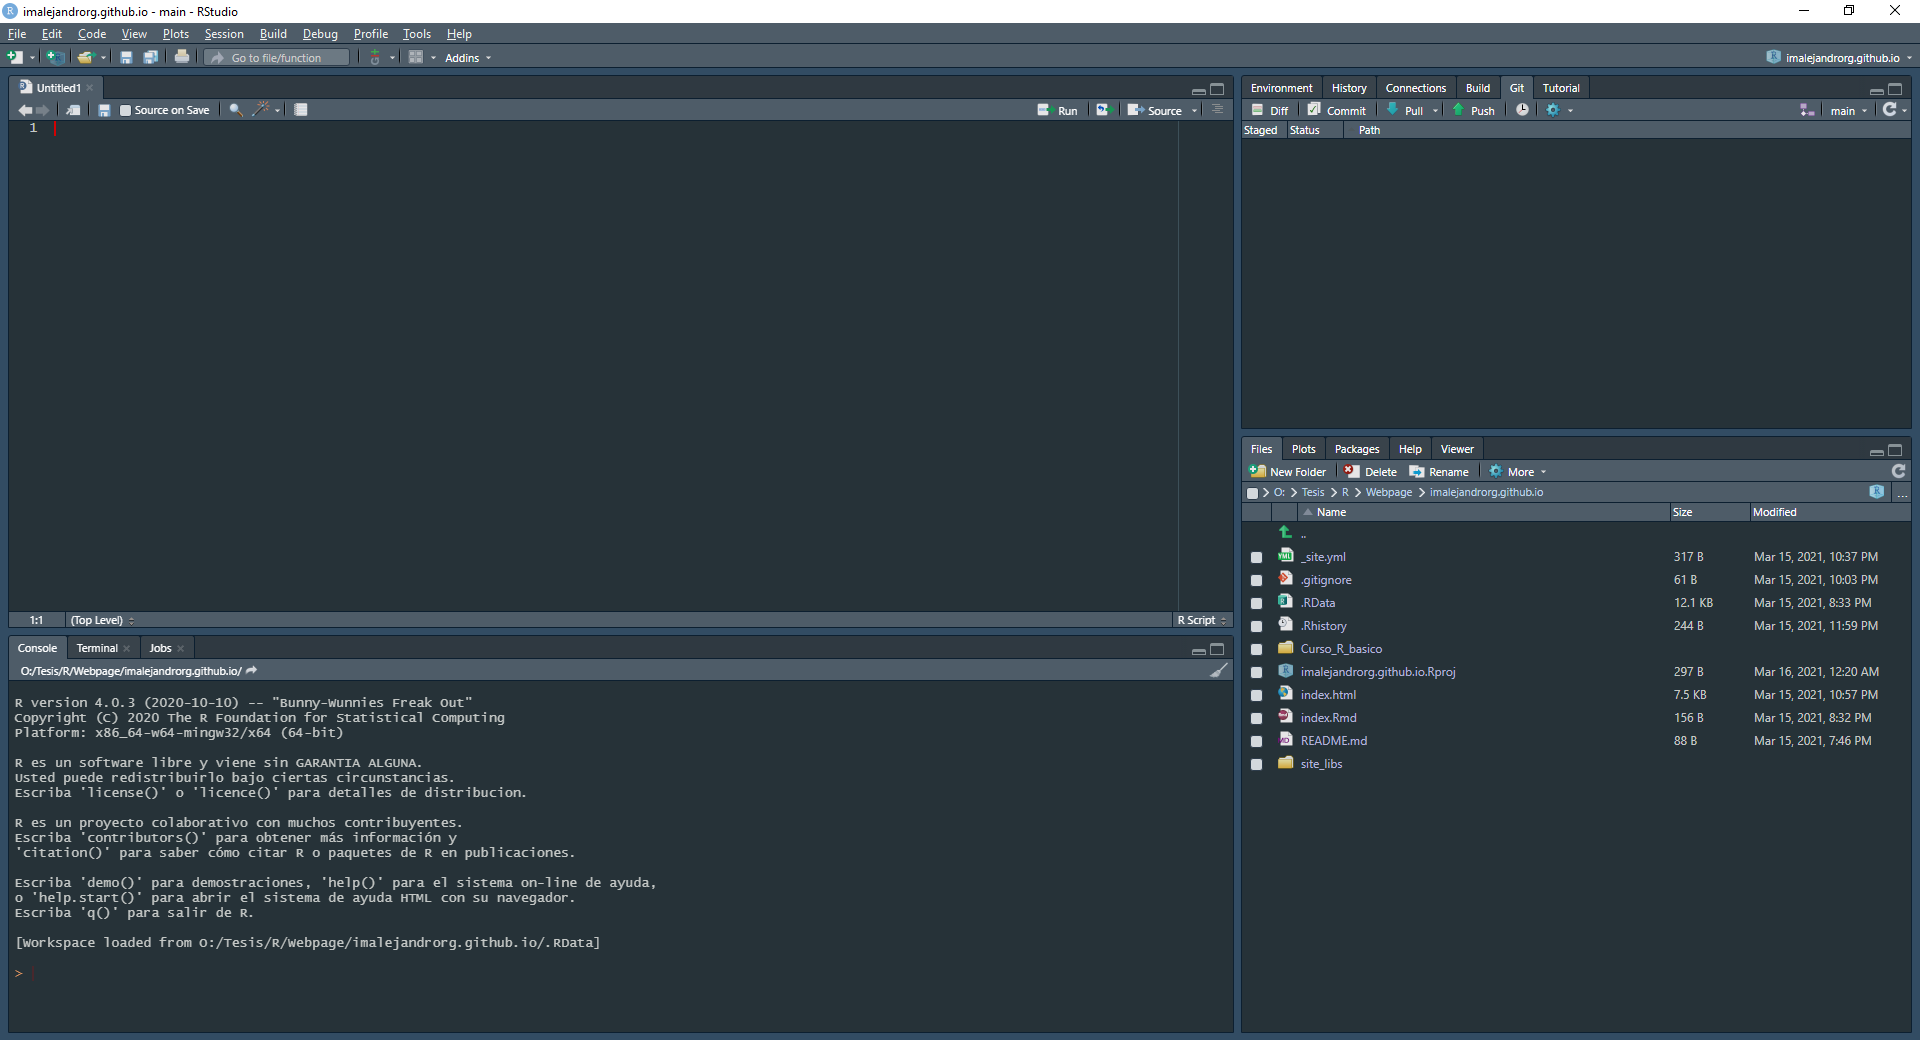 imalejandrorg.github.io - main - RStudio
File Edit Code View Plots Session Build Debug Profile Tools Help
Go to file/function Addins imalejandrorg.github.io
Untitled1
Source on Save Run Source
1
1:1 (Top Level) R Script
Console Terminal Jobs
O:/Tesis/R/Webpage/imalejandrorg.github.io/
R version 4.0.3 (2020-10-10) -- "Bunny-Wunnies Freak Out"
Copyright (C) 2020 The R Foundation for Statistical Computing
Platform: x86_64-w64-mingw32/x64 (64-bit)
R es un software libre y viene sin GARANTIA ALGUNA.
Usted puede redistribuirlo bajo ciertas circunstancias.
Escriba 'license()' o 'licence()' para detalles de distribucion.
R es un proyecto colaborativo con muchos contribuyentes.
Escriba 'contributors()' para obtener más información y
'citation()' para saber cómo citar R o paquetes de R en publicaciones.
Escriba 'demo()' para demostraciones, 'help()' para el sistema on-line de ayuda,
o 'help.start()' para abrir el sistema de ayuda HTML con su navegador.
Escriba 'q()' para salir de R.
[Workspace loaded from O:/Tesis/R/Webpage/imalejandrorg.github.io/.RData]
>
Environment History Connections Build Git Tutorial
Diff Commit Pull Push main
Staged Status Path
Files Plots Packages Help Viewer
New Folder Delete Rename More
O: Tesis R Webpage imalejandrorg.github.io ...
Name Size Modified
..
_site.yml 317 B Mar 15, 2021, 10:37 PM
.gitignore 61 B Mar 15, 2021, 10:03 PM
.RData 12.1 KB Mar 15, 2021, 8:33 PM
.Rhistory 244 B Mar 15, 2021, 11:59 PM
Curso_R_basico
imalejandrorg.github.io.Rproj 297 B Mar 16, 2021, 12:20 AM
index.html 7.5 KB Mar 15, 2021, 10:57 PM
index.Rmd 156 B Mar 15, 2021, 8:32 PM
README.md 88 B Mar 15, 2021, 7:46 PM
site_libs